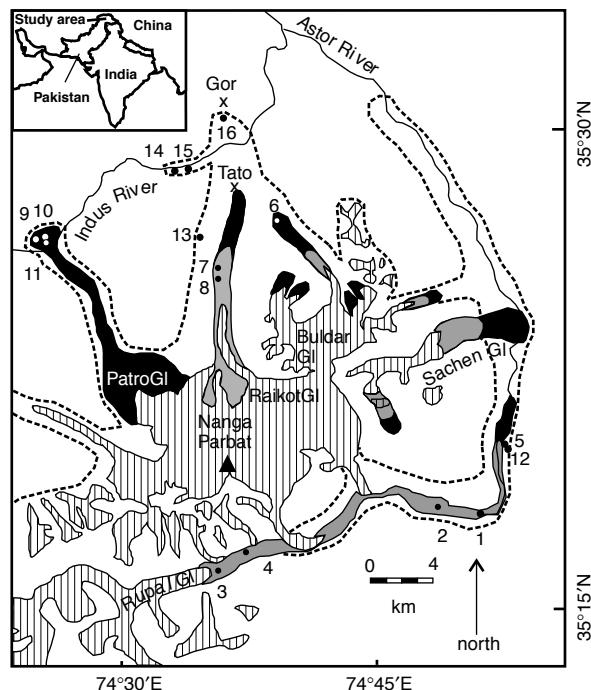 Study area
China
India
Pakistan
Astor River
Gor
x
16
35°30'N
14 15
Tato
x
Indus River
6
9 10
13
11
7
8
Buldar
Gl
Sachen Gl
PatroGl
RaikotGl
Nanga
Parbat
5
12
2
1
4
0 4
km
Rupal Gl
3
north
35°15'N
74°30'E
74°45'E